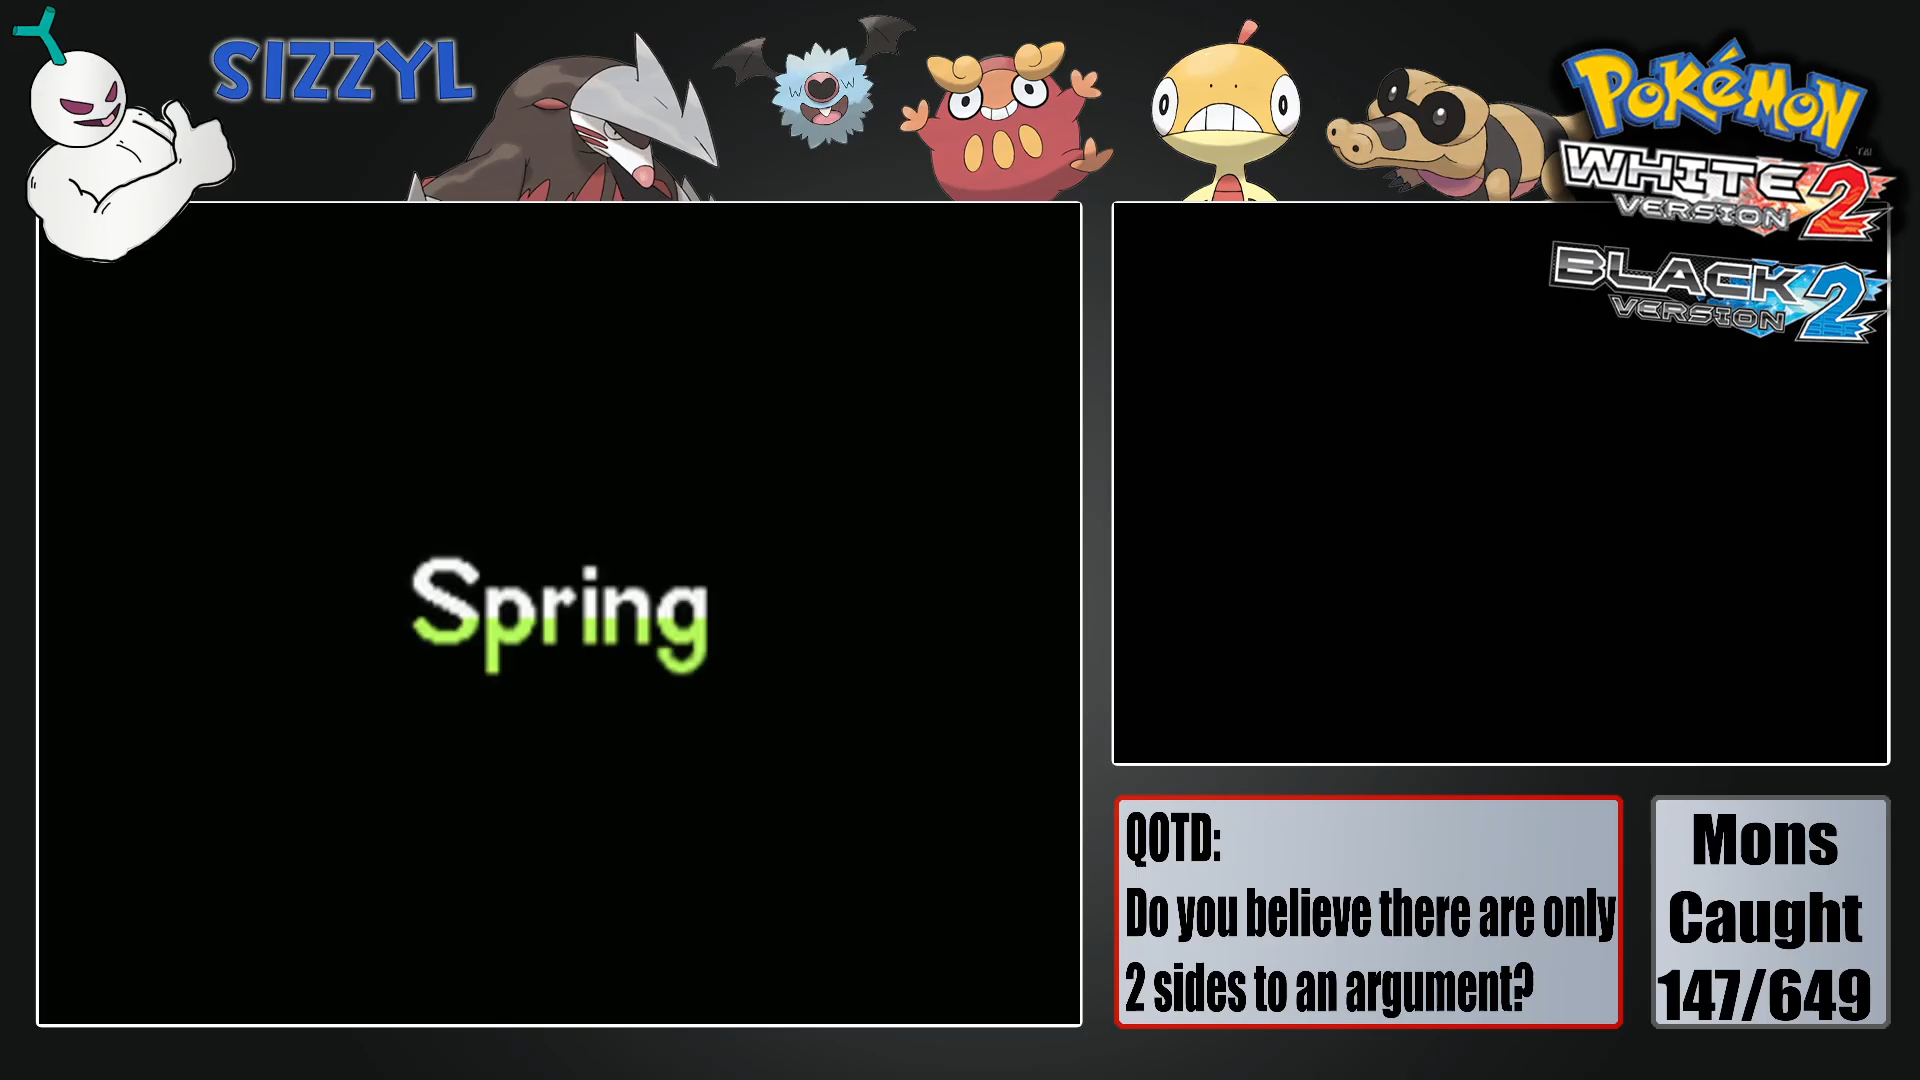 SIZZYL
POKéMON
WHITE 2
VERSION
BLACK 2
VERSION
Spring
QOTD:
Do you believe there are only
2 sides to an argument?
Mons
Caught
147/649